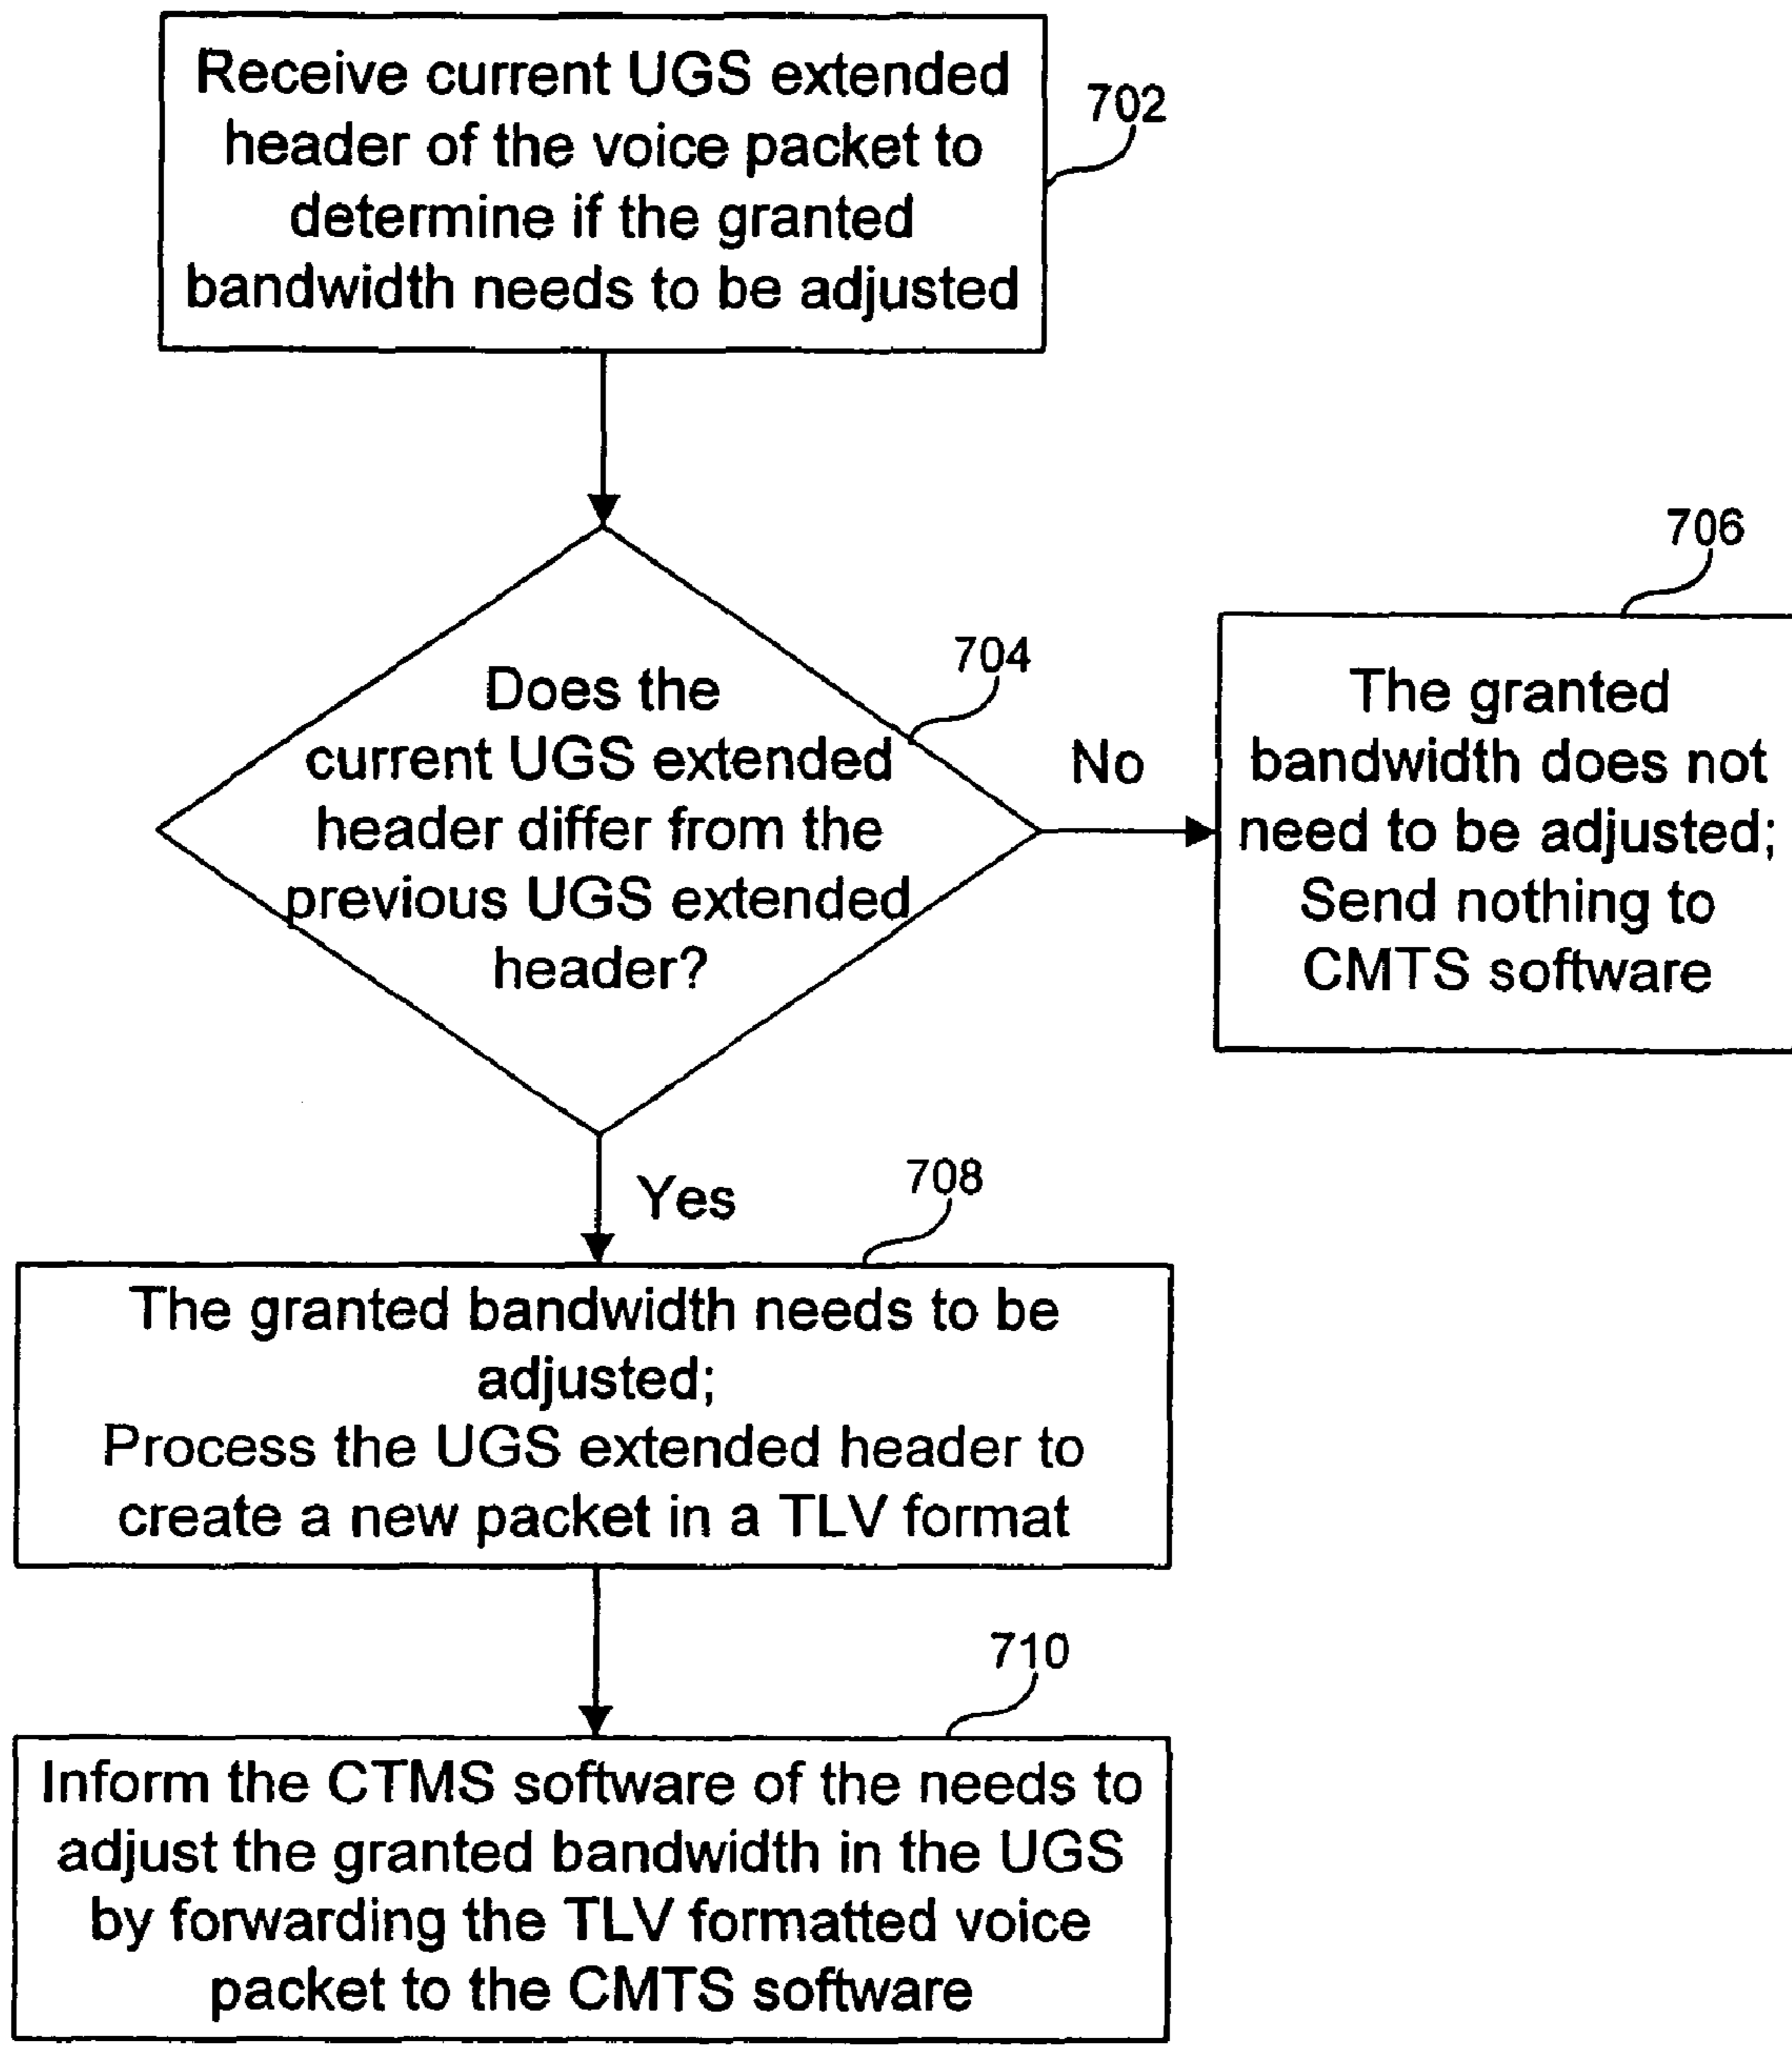 Receive current UGS extended
header of the voice packet to
determine if the granted
bandwidth needs to be adjusted
702
Does the
current UGS extended
header differ from the
previous UGS extended
header?
704
No
706
The granted
bandwidth does not
need to be adjusted;
Send nothing to
CMTS software
Yes
708
The granted bandwidth needs to be
adjusted;
Process the UGS extended header to
create a new packet in a TLV format
710
Inform the CTMS software of the needs to
adjust the granted bandwidth in the UGS
by forwarding the TLV formatted voice
packet to the CMTS software